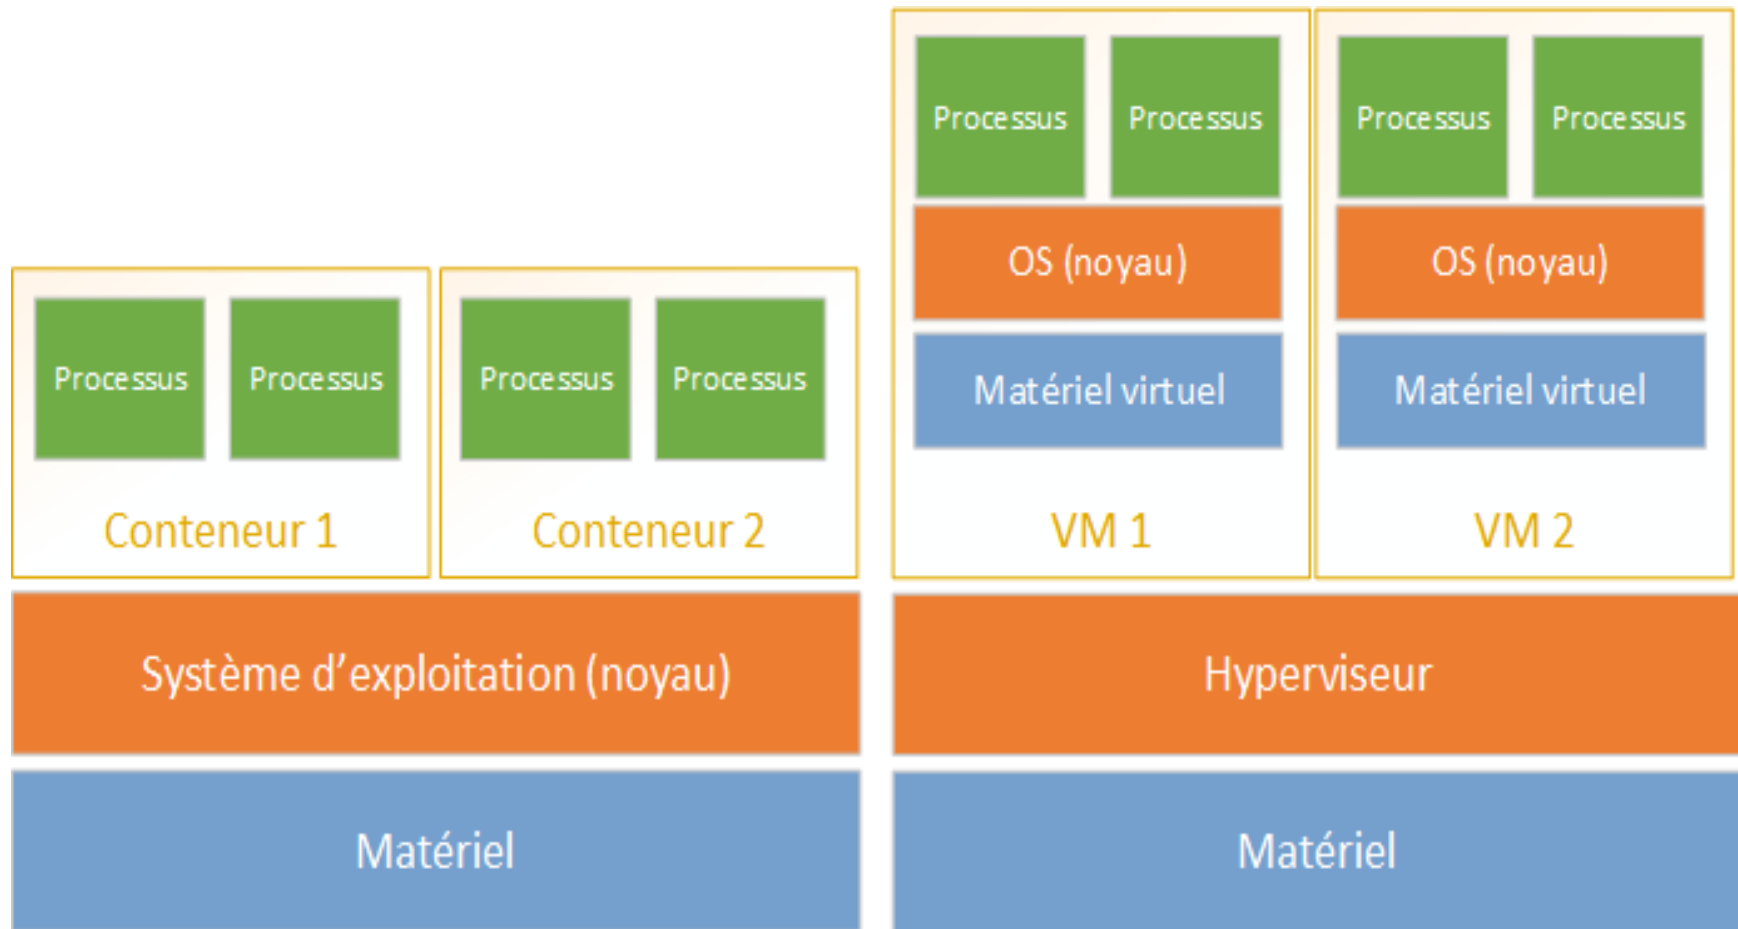 Processus
Processus
Processus
Processus
Conteneur 1
Conteneur 2
Système d’exploitation (noyau)
Matériel
Processus
Processus
Processus
Processus
OS (noyau)
OS (noyau)
Matériel virtuel
Matériel virtuel
VM 1
VM 2
Hyperviseur
Matériel